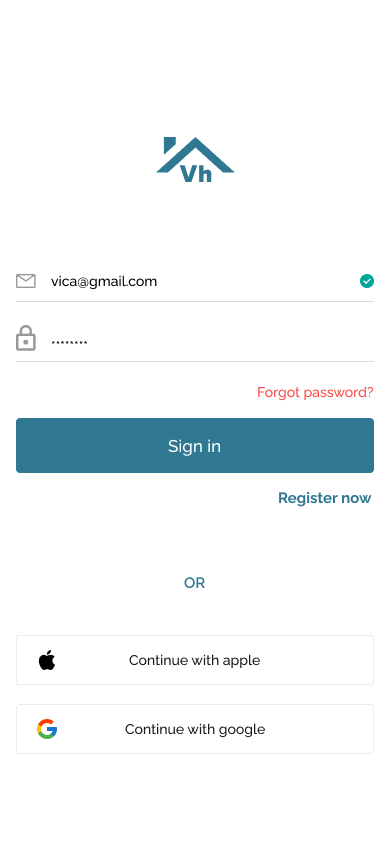 Vh
vica@gmail.com
********
Forgot password?
Sign in
Register now
OR
Continue with apple
Continue with google